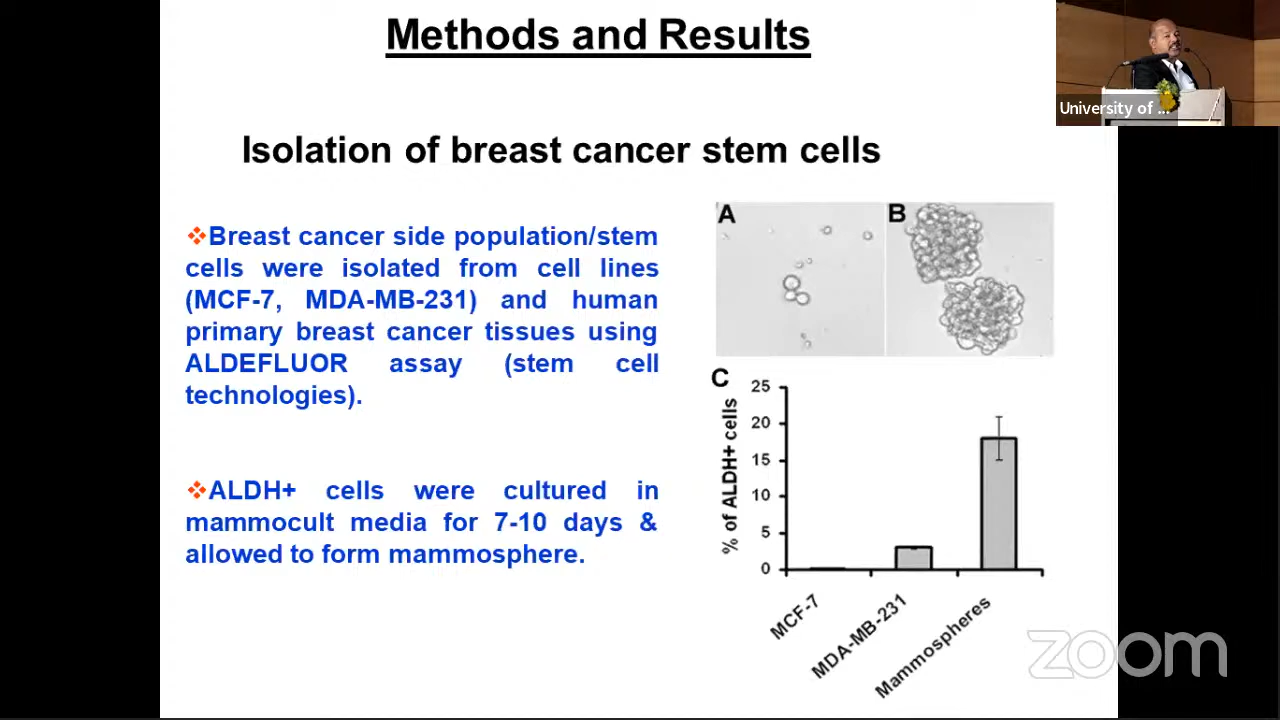 Methods and Results
University of ...
Isolation of breast cancer stem cells
❖Breast cancer side population/stem
cells were isolated from cell lines
(MCF-7, MDA-MB-231) and human
primary breast cancer tissues using
ALDEFLUOR assay (stem cell
technologies).
❖ALDH+ cells were cultured in
mammocult media for 7-10 days &
allowed to form mammosphere.
A
B
C
% of ALDH+ cells
25
20
15
10
5
0
MCF-7
MDA-MB-231
Mammospheres
zoom